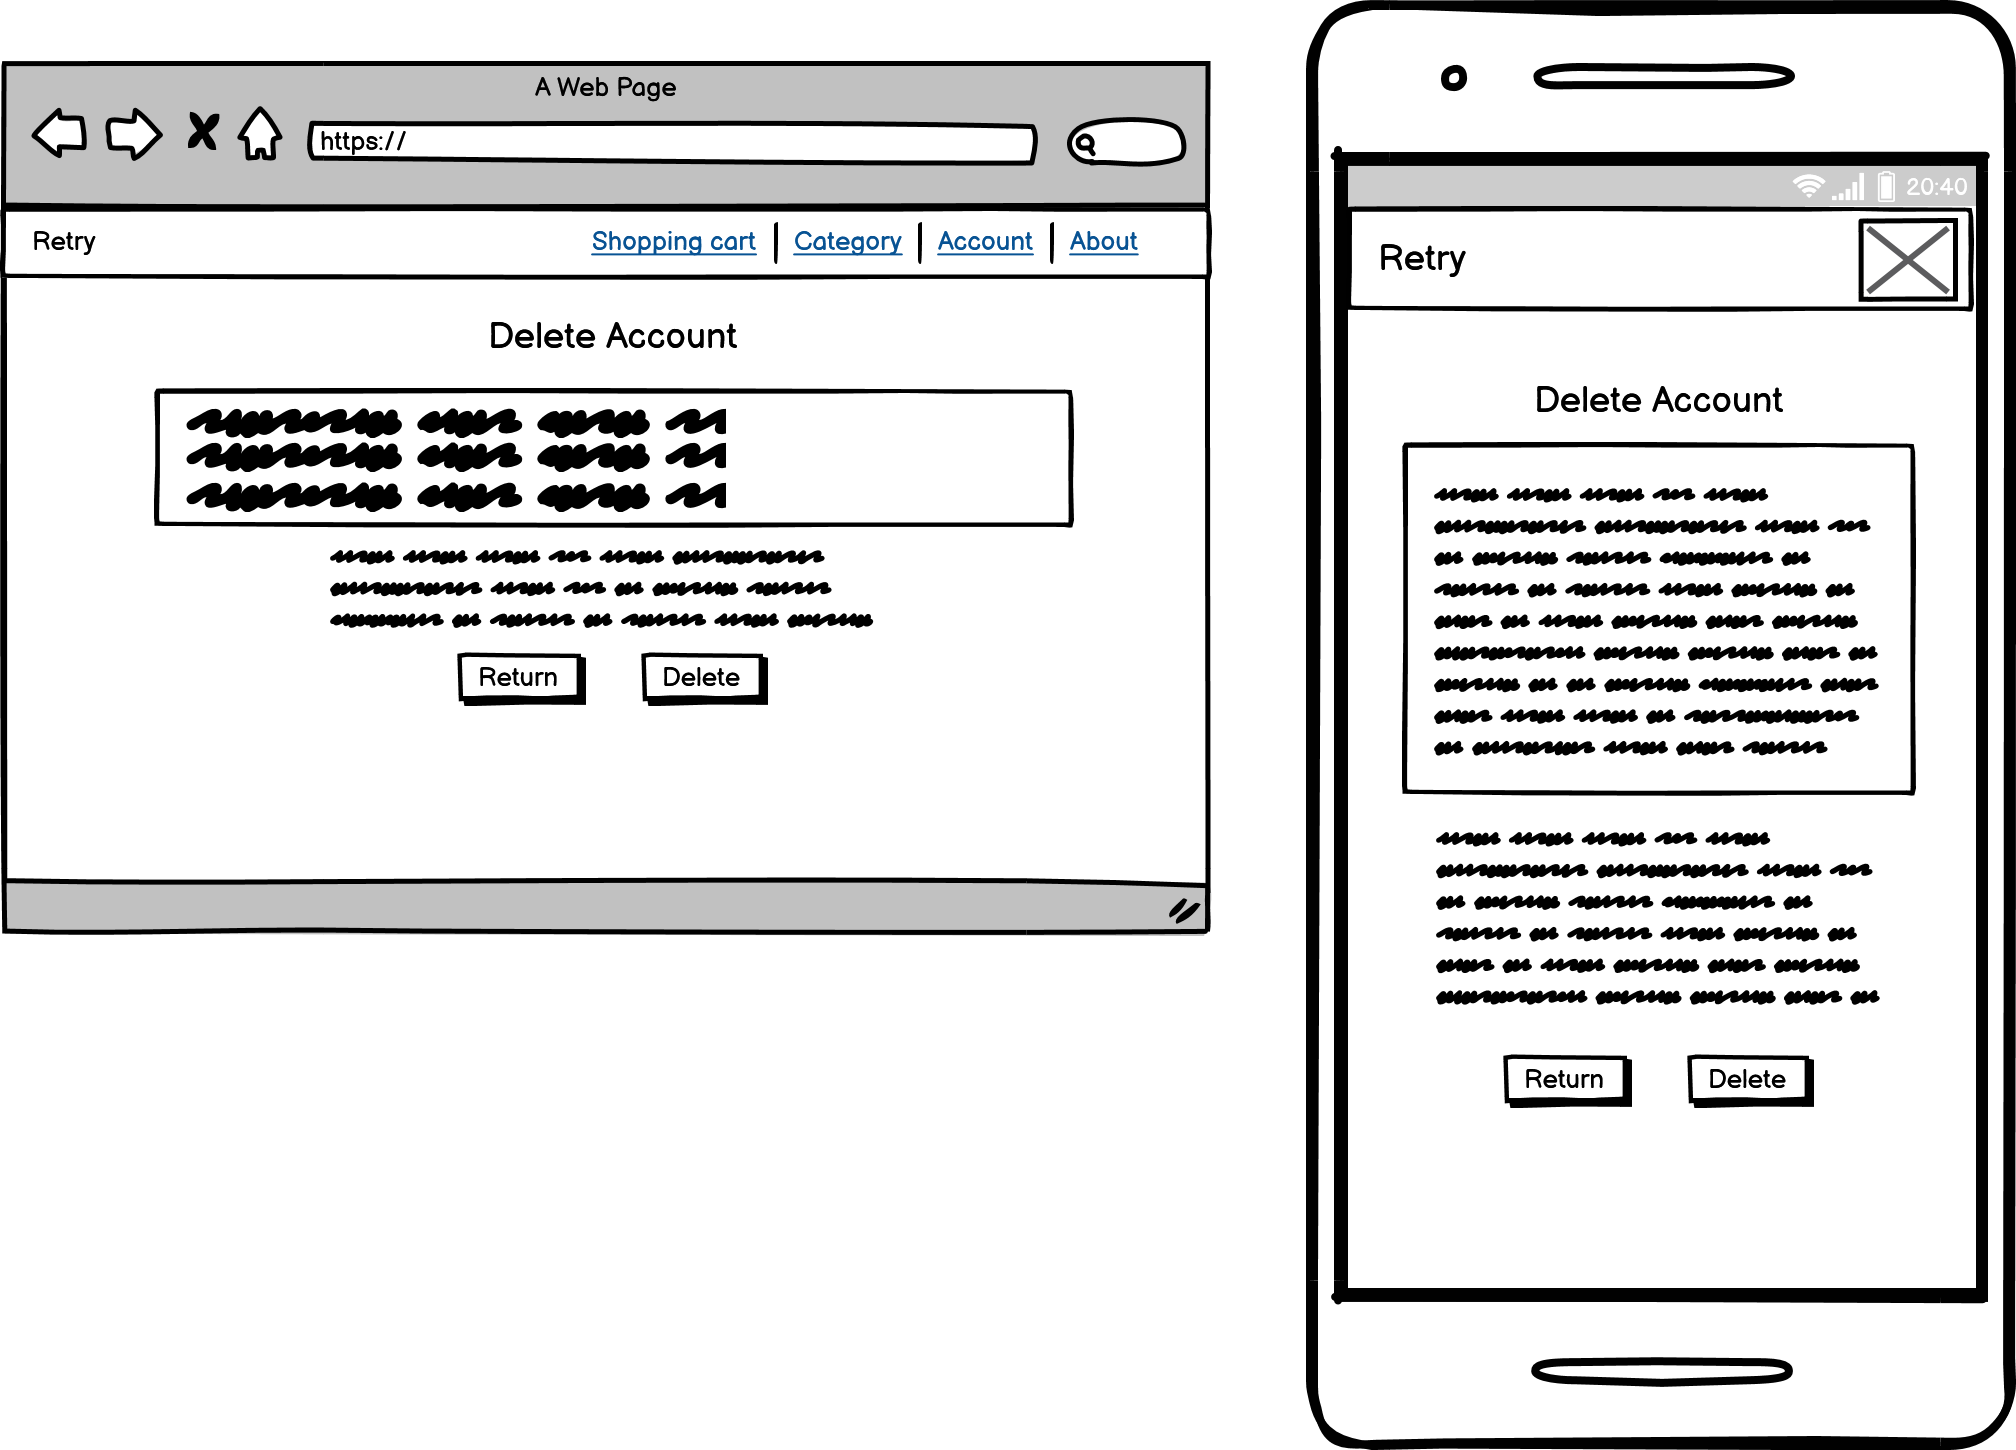 A Web Page
https://
Retry
Shopping cart Category Account About
Delete Account
Return Delete
20:40
Retry
Delete Account
Return Delete